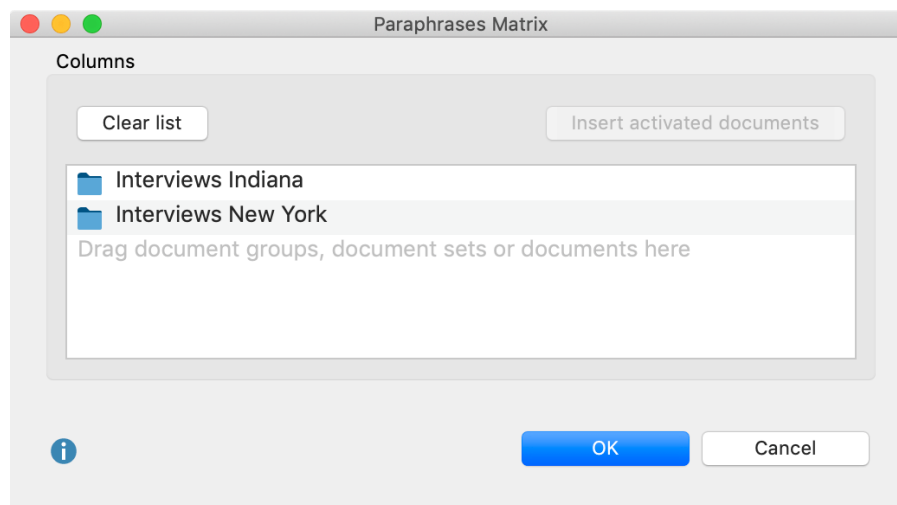 Paraphrases Matrix
Columns
Clear list
Insert activated documents
Interviews Indiana
Interviews New York
Drag document groups, document sets or documents here
OK
Cancel